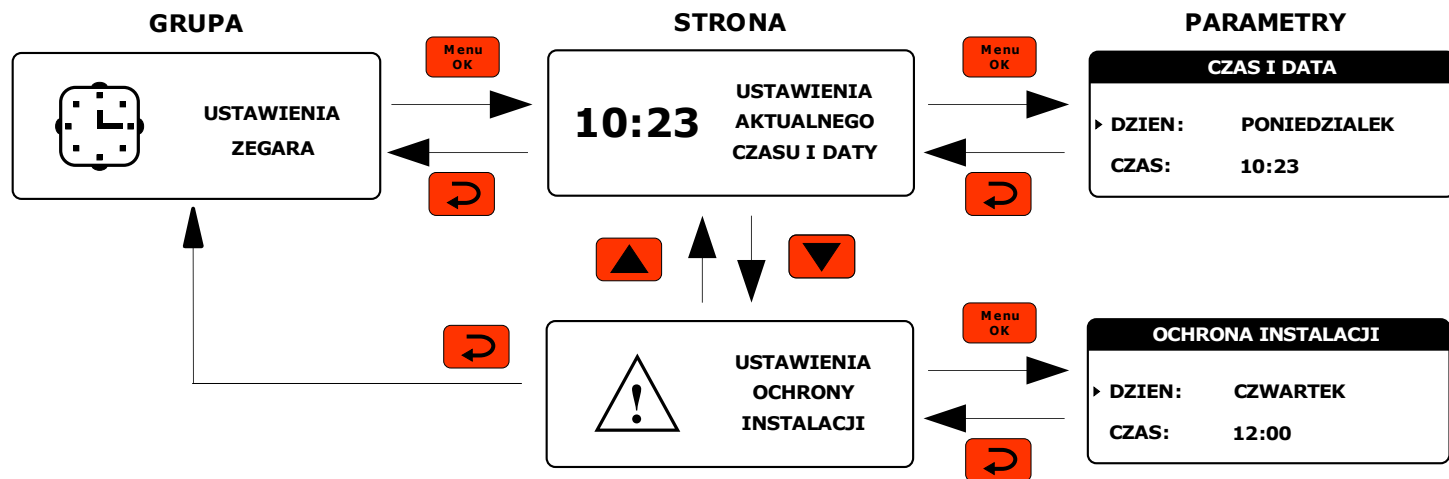 GRUPA
STRONA
PARAMETRY
Menu
OK
Menu
OK
USTAWIENIA
ZEGARA
10:23
USTAWIENIA
AKTUALNEGO
CZASU I DATY
CZAS I DATA
DZIEN: PONIEDZIALEK
CZAS: 10:23
USTAWIENIA
OCHRONY
INSTALACJI
Menu
OK
OCHRONA INSTALACJI
DZIEN: CZWARTEK
CZAS: 12:00